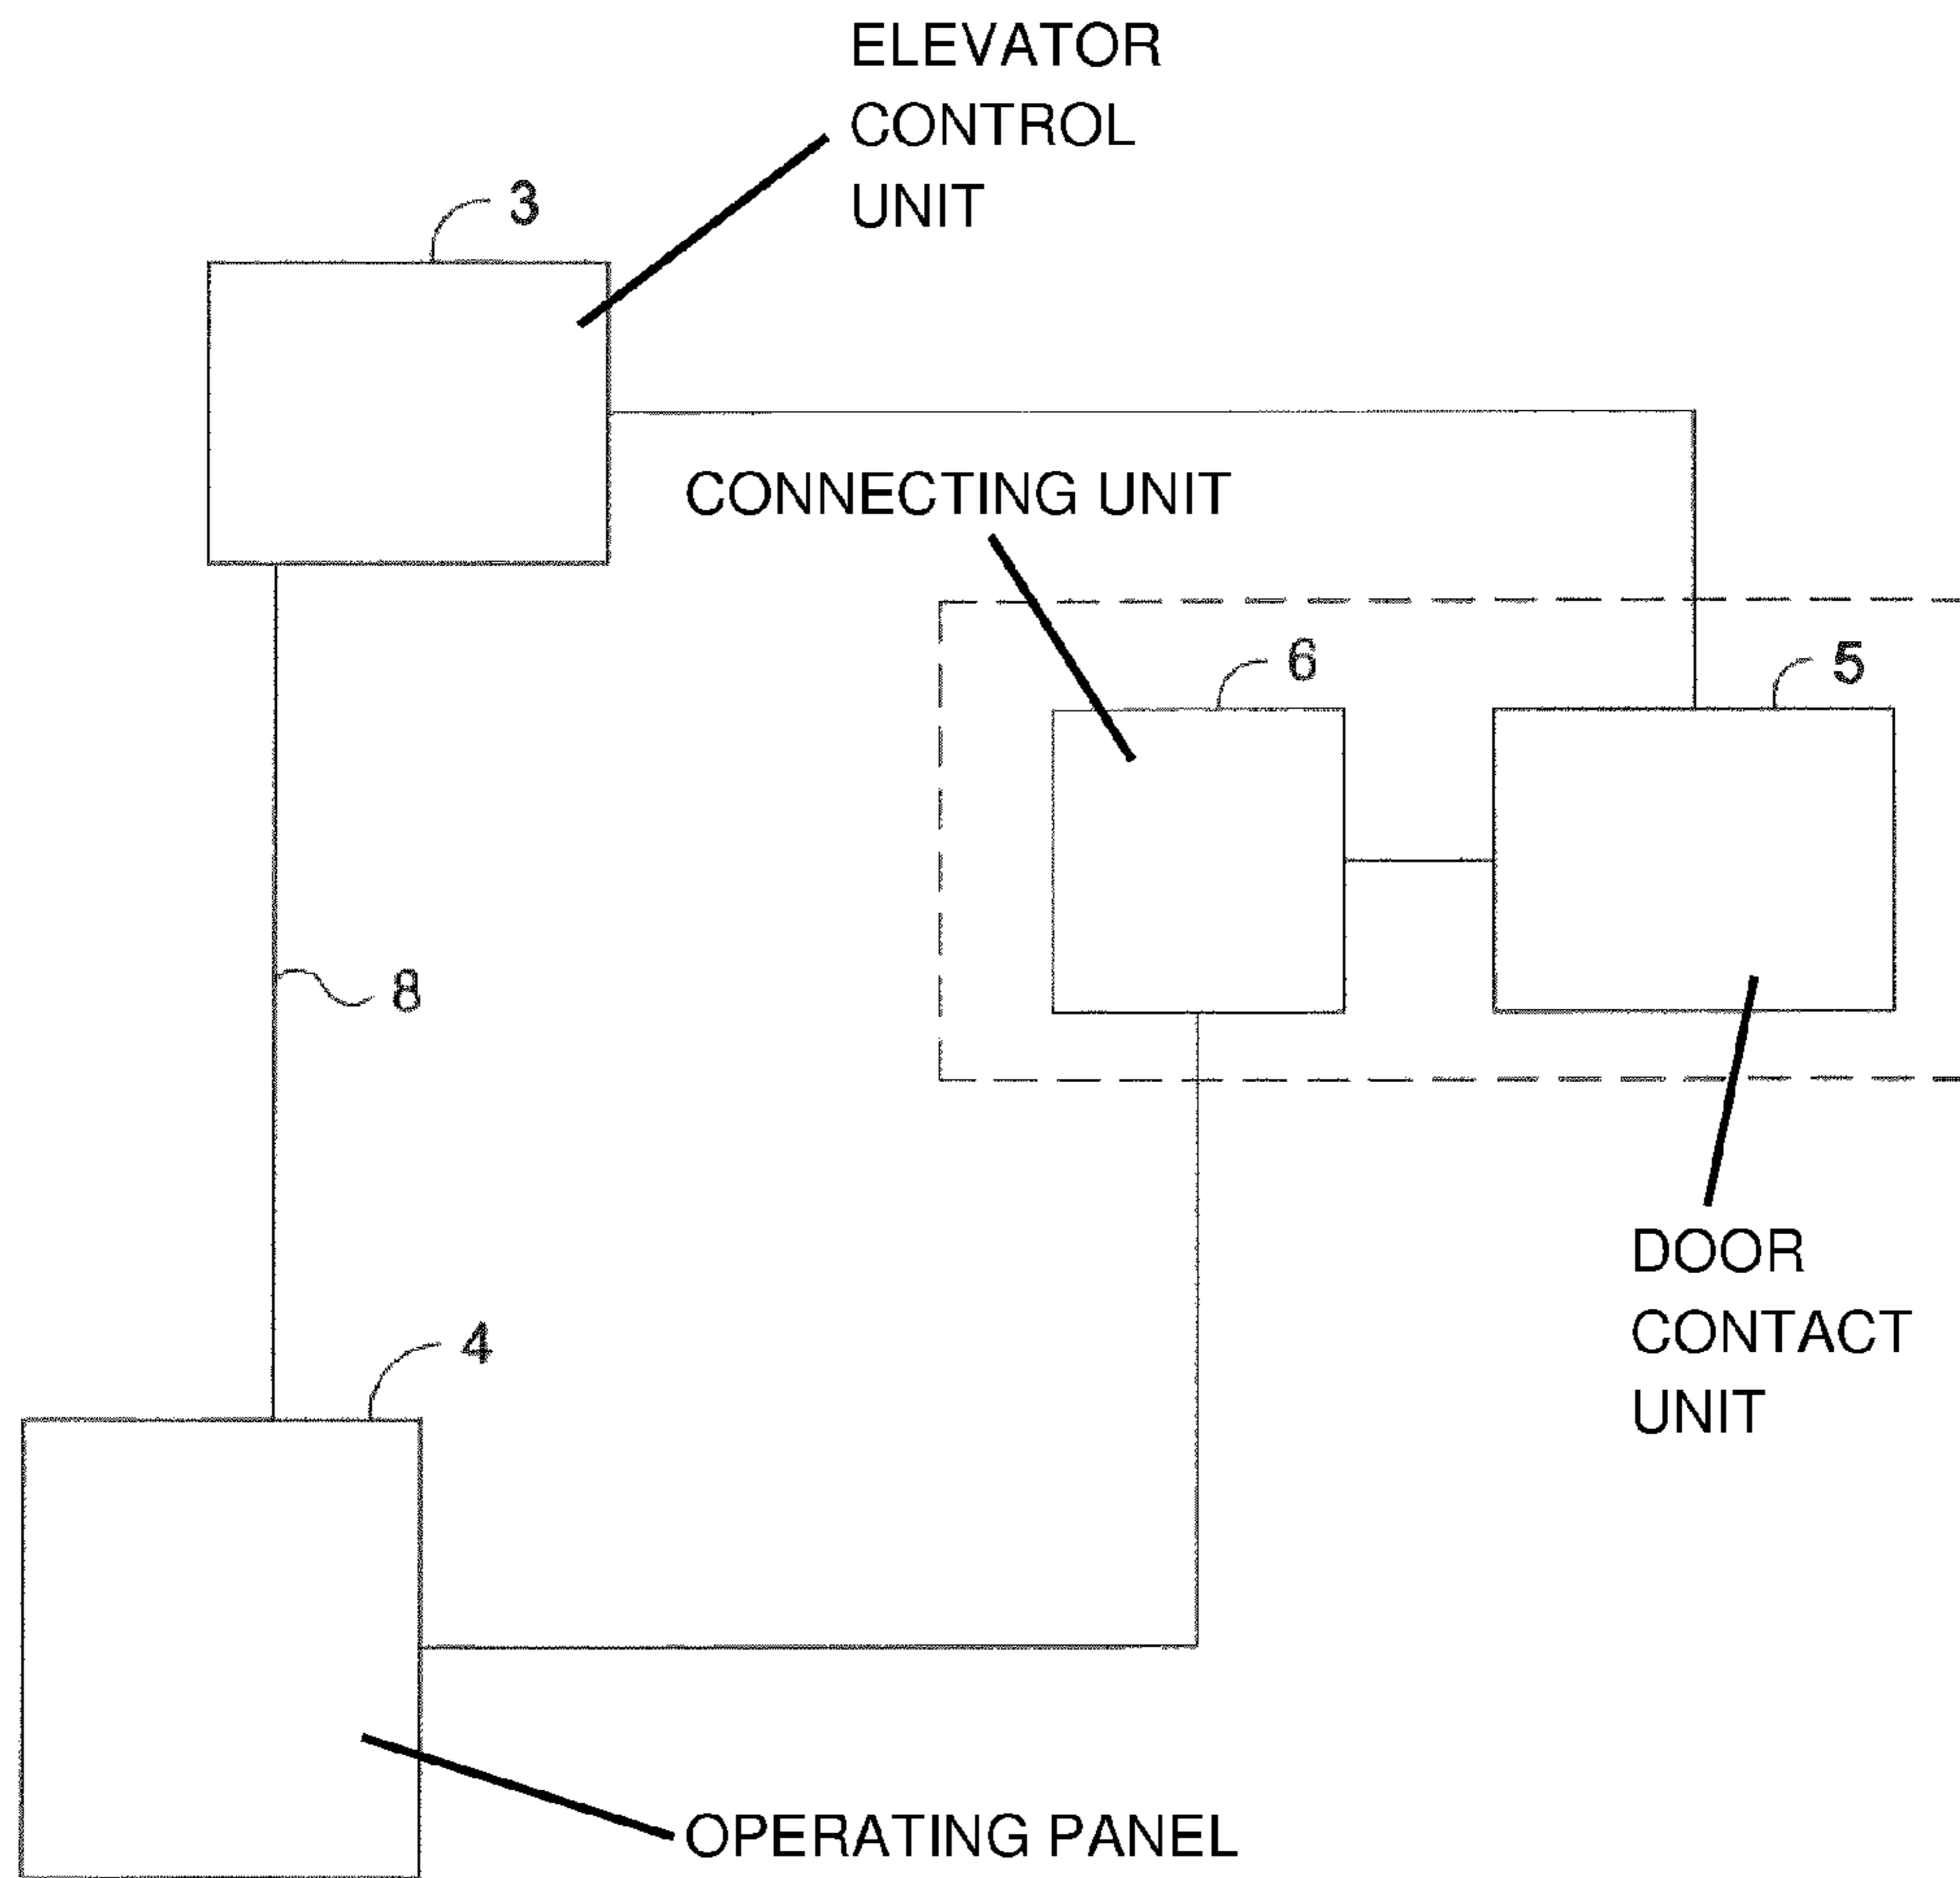 ELEVATOR
CONTROL
UNIT
3
CONNECTING UNIT
6
5
8
DOOR
CONTACT
UNIT
4
OPERATING PANEL